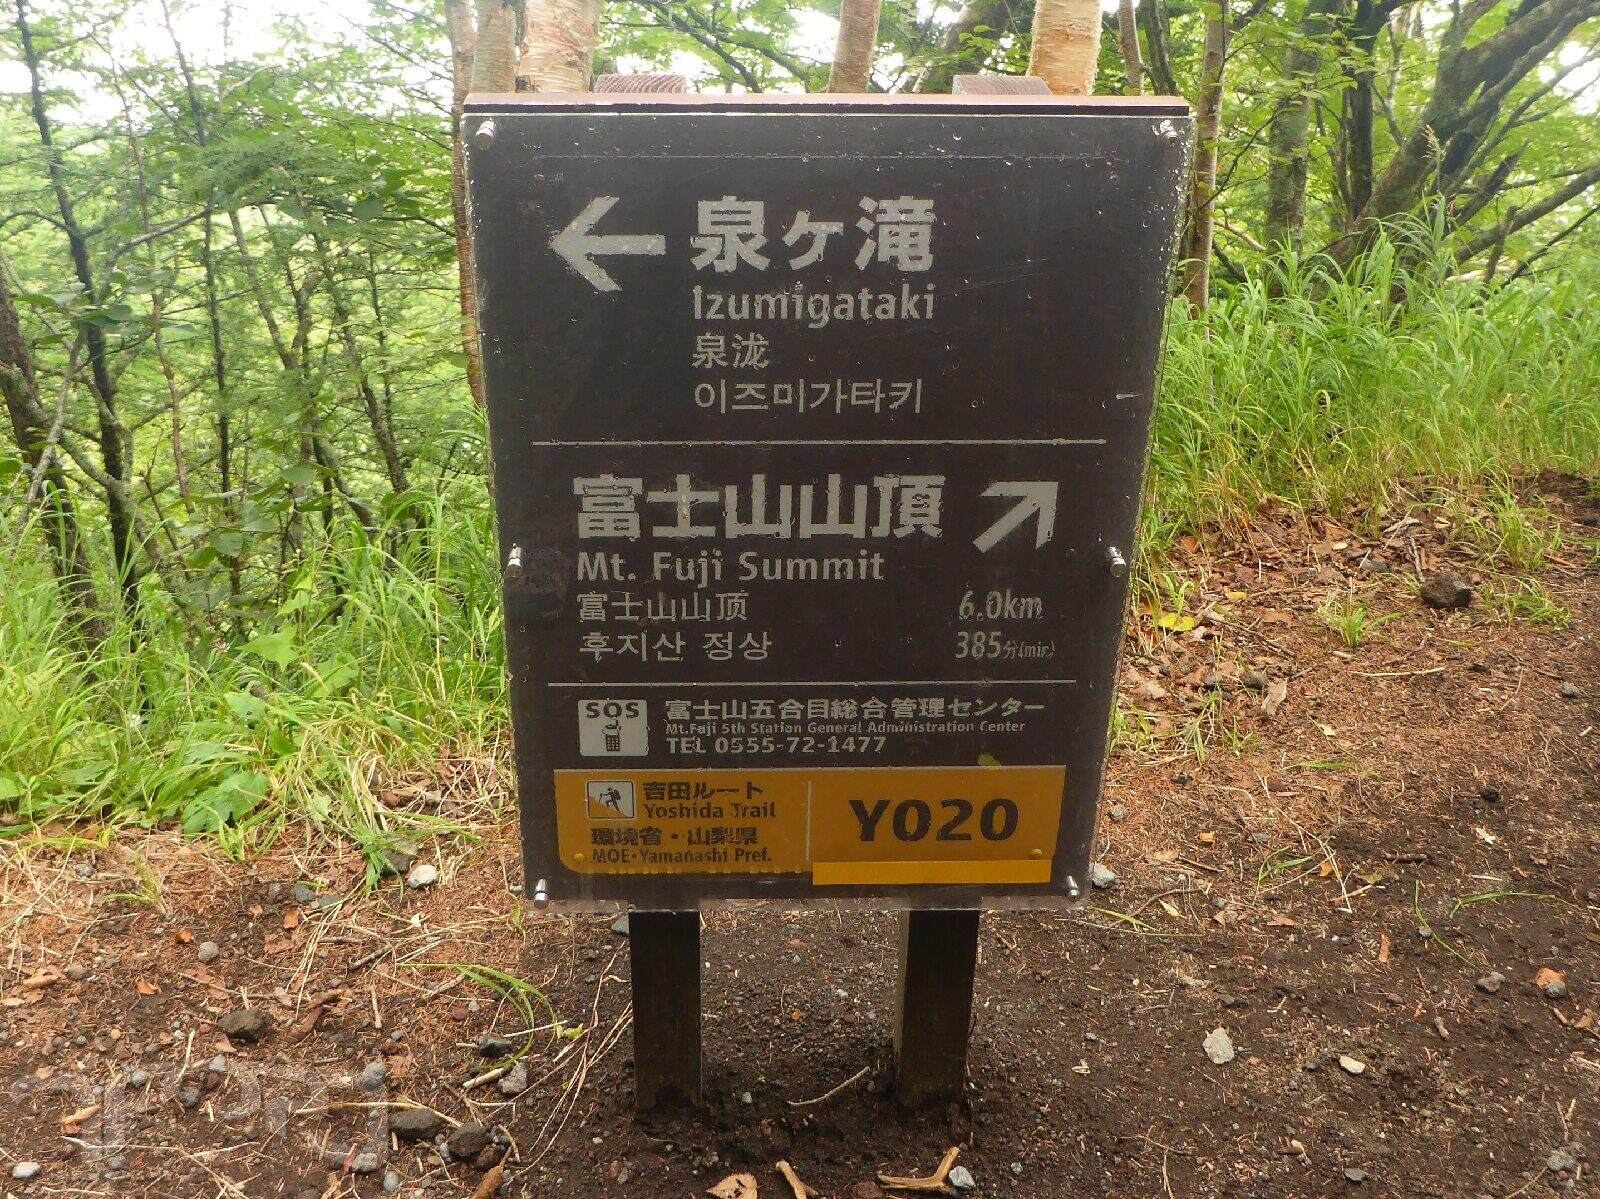 ← 泉ヶ滝
Izumigataki
泉泷
이즈미가타키
富士山山頂 ↗
Mt. Fuji Summit
富士山山顶 6.0km
후지산 정상 385分(min)
SOS
富士山五合目総合管理センター
Mt.Fuji 5th Station General Administration Center
TEL 0555-72-1477
吉田ルート
Yoshida Trail
環境省・山梨県
MOE・Yamanashi Pref.
Y020